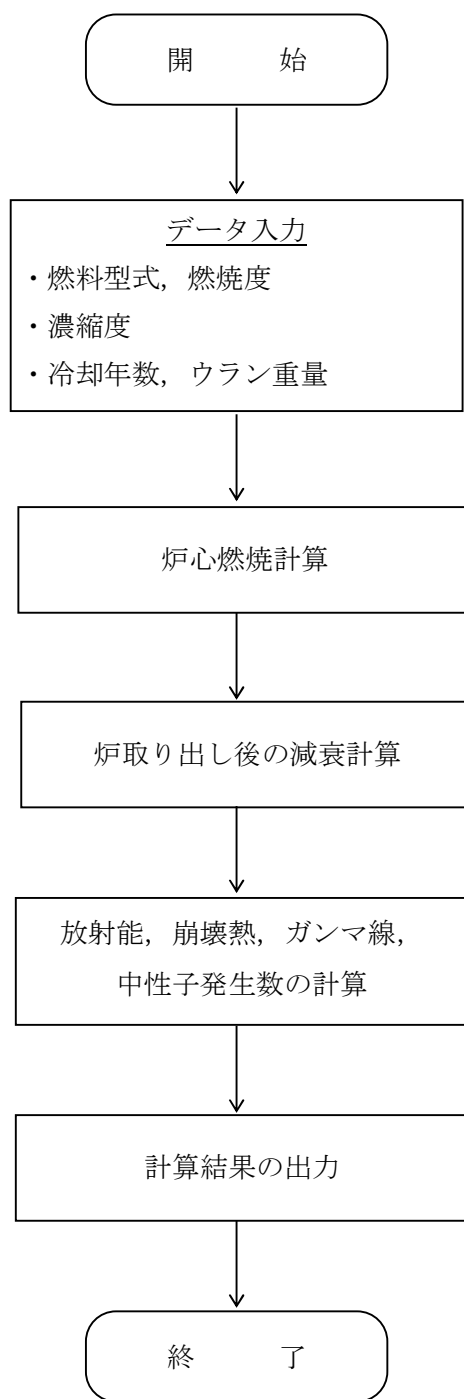 開　　　始
データ入力
・燃料型式，燃焼度
・濃縮度
・冷却年数，ウラン重量
炉心燃焼計算
炉取り出し後の減衰計算
放射能，崩壊熱，ガンマ線，
中性子発生数の計算
計算結果の出力
終　　　了